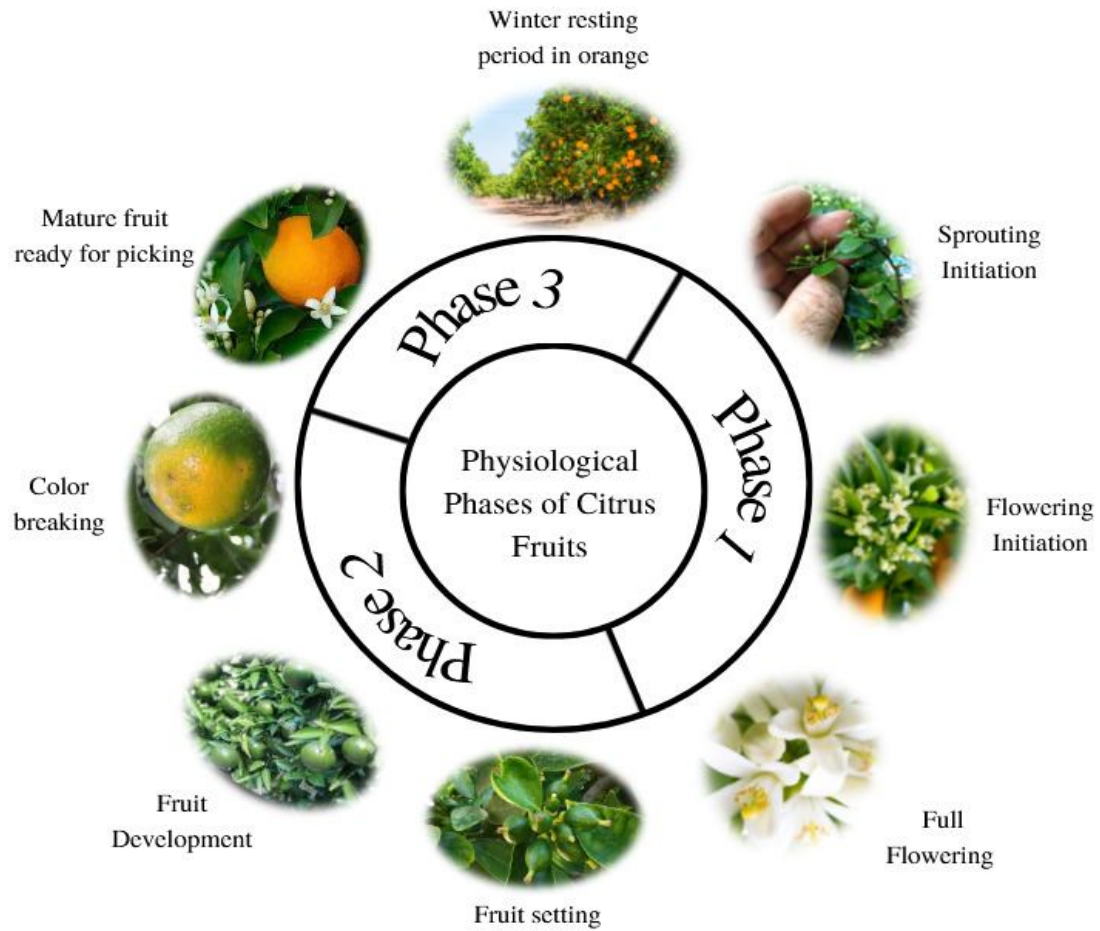 Winter resting
period in orange
Sprouting
Initiation
Flowering
Initiation
Full
Flowering
Fruit setting
Fruit
Development
Color
breaking
Mature fruit
ready for picking
Phase 1
Phase 2
Phase 3
Physiological
Phases of Citrus
Fruits